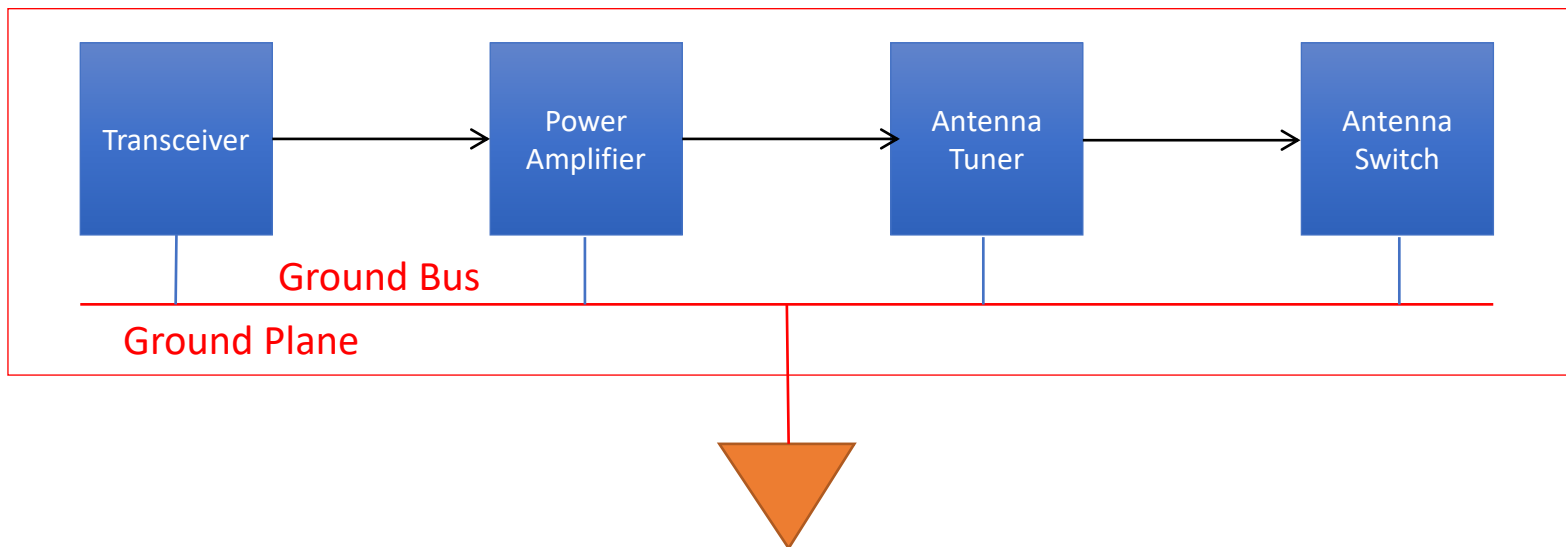 Transceiver
Power
Amplifier
Antenna
Tuner
Antenna
Switch
Ground Bus
Ground Plane